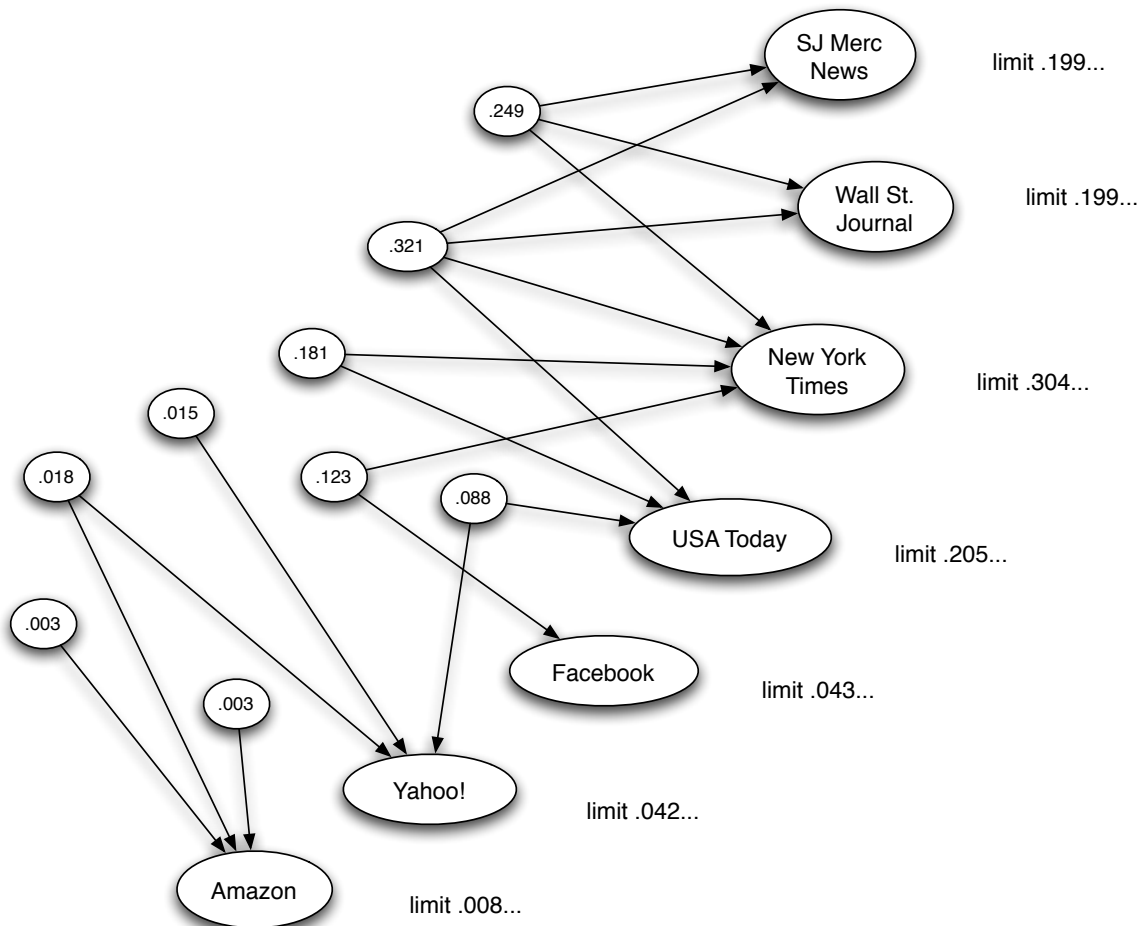 SJ Merc
News
limit .199...
.249
Wall St.
Journal
limit .199...
.321
New York
Times
limit .304...
.181
.015
.018
.123
.088
USA Today
limit .205...
.003
Facebook
limit .043...
.003
Yahoo!
limit .042...
Amazon
limit .008...